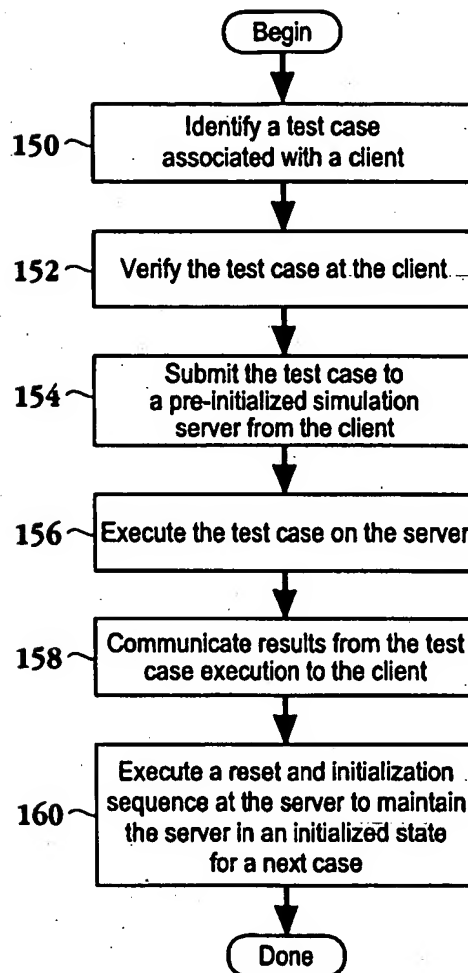 Begin
150
Identify a test case
associated with a client
152
Verify the test case at the client
154
Submit the test case to
a pre-initialized simulation
server from the client
156
Execute the test case on the server
158
Communicate results from the test
case execution to the client
160
Execute a reset and initialization
sequence at the server to maintain
the server in an initialized state
for a next case
Done